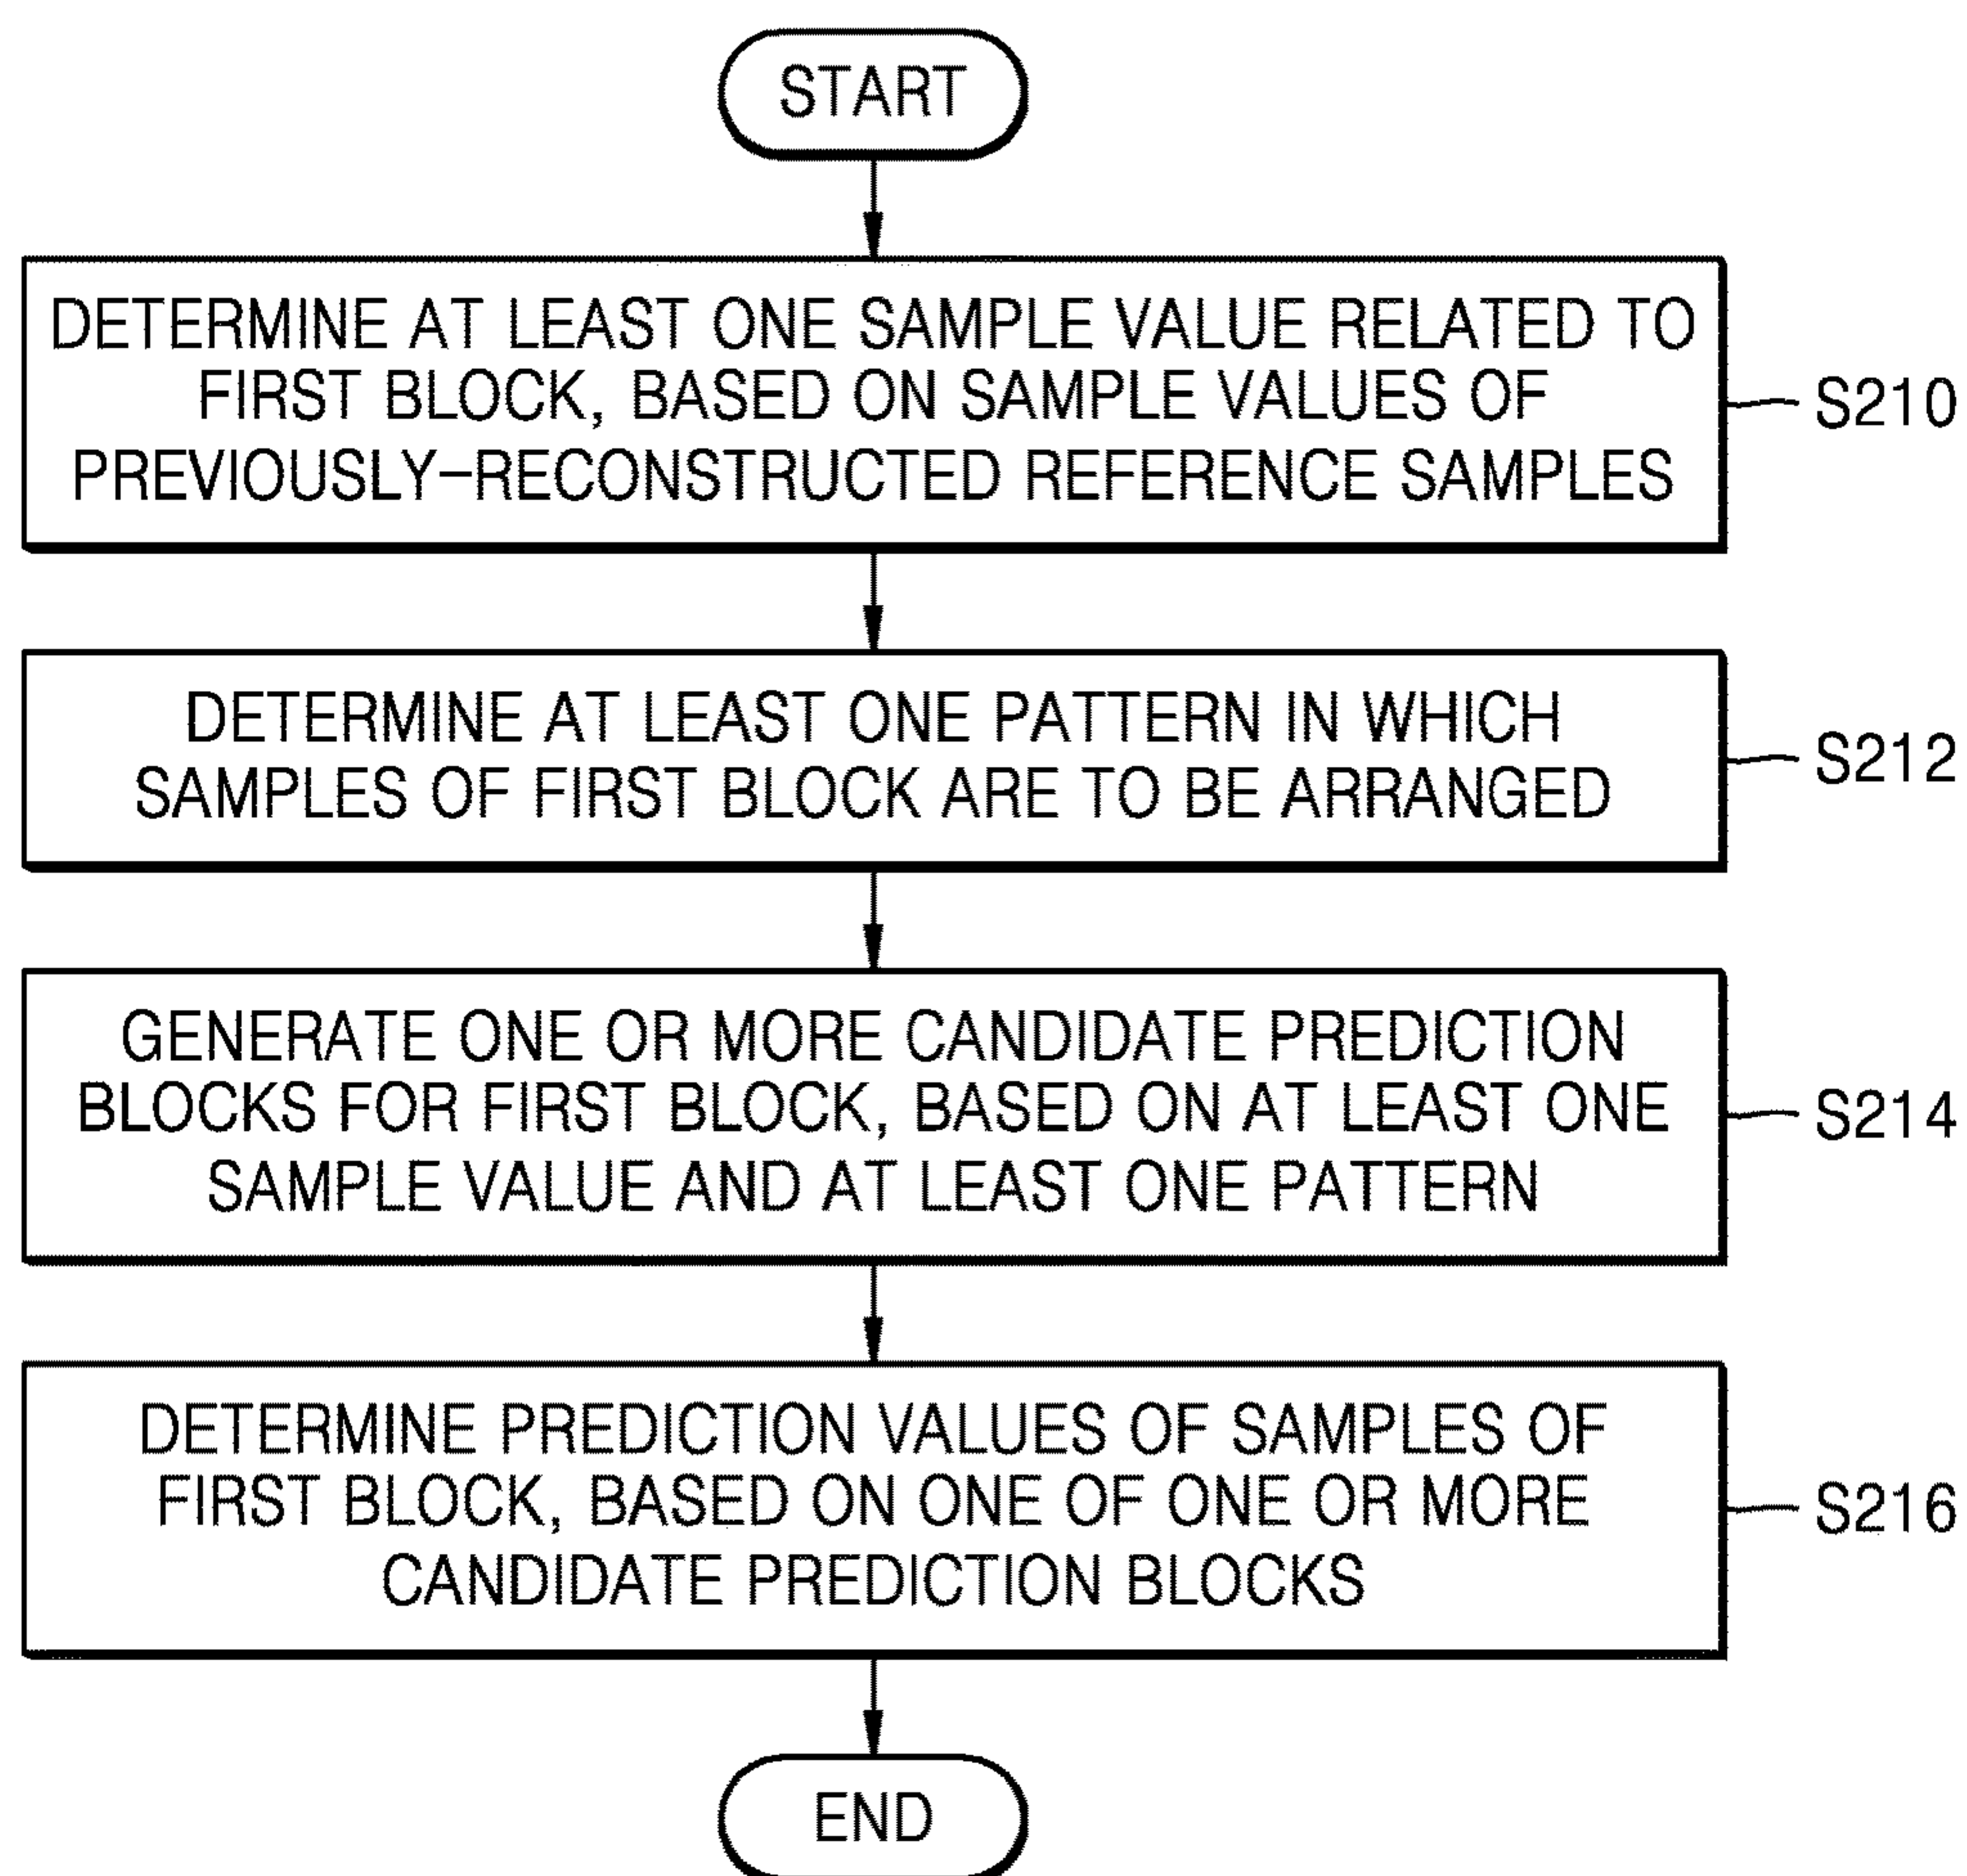 START
DETERMINE AT LEAST ONE SAMPLE VALUE RELATED TO
FIRST BLOCK, BASED ON SAMPLE VALUES OF
PREVIOUSLY-RECONSTRUCTED REFERENCE SAMPLES
S210
DETERMINE AT LEAST ONE PATTERN IN WHICH
SAMPLES OF FIRST BLOCK ARE TO BE ARRANGED
S212
GENERATE ONE OR MORE CANDIDATE PREDICTION
BLOCKS FOR FIRST BLOCK, BASED ON AT LEAST ONE
SAMPLE VALUE AND AT LEAST ONE PATTERN
S214
DETERMINE PREDICTION VALUES OF SAMPLES OF
FIRST BLOCK, BASED ON ONE OF ONE OR MORE
CANDIDATE PREDICTION BLOCKS
S216
END